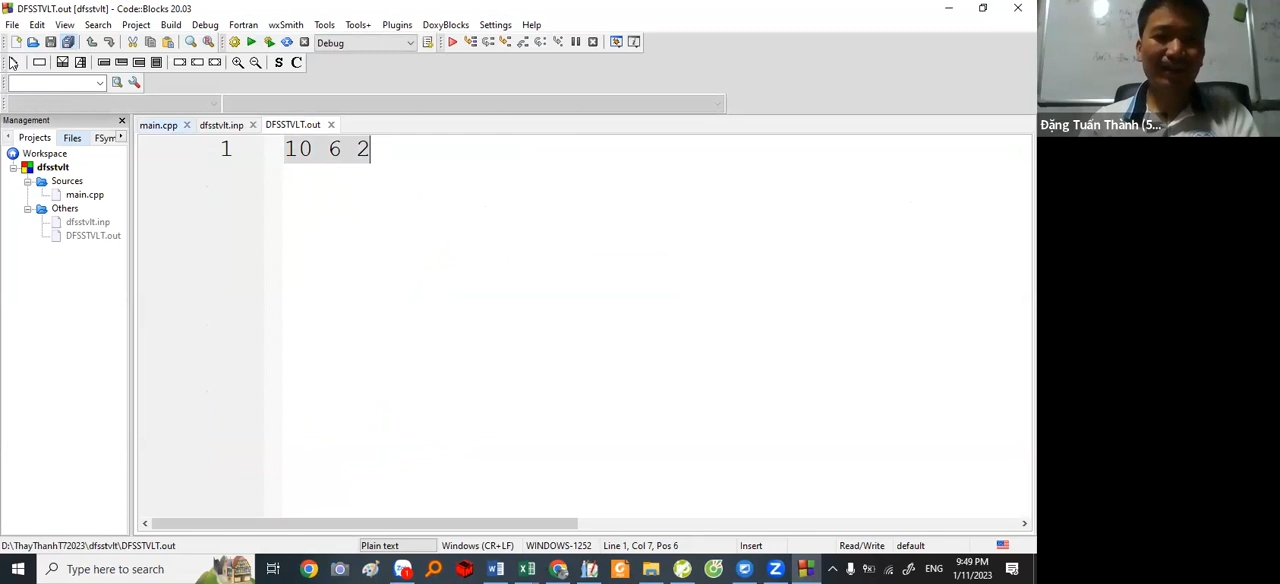 DFSSTVLT.out [dfsstvlt] - Code::Blocks 20.03
File Edit View Search Project Build Debug Fortran wxSmith Tools Tools+ Plugins DoxyBlocks Settings Help
Debug
S C
Management
main.cpp dfsstvlt.inp DFSSTVLT.out
Projects Files FSym
Workspace
dfsstvlt
Sources
main.cpp
Others
dfsstvlt.inp
DFSSTVLT.out
1 10 6 2
Đặng Tuấn Thành (5...
D:\ThayThanhT72023\dfsstvlt\DFSSTVLT.out Plain text Windows (CR+LF) WINDOWS-1252 Line 1, Col 7, Pos 6 Insert Read/Write default
Type here to search
ENG
9:49 PM
1/11/2023